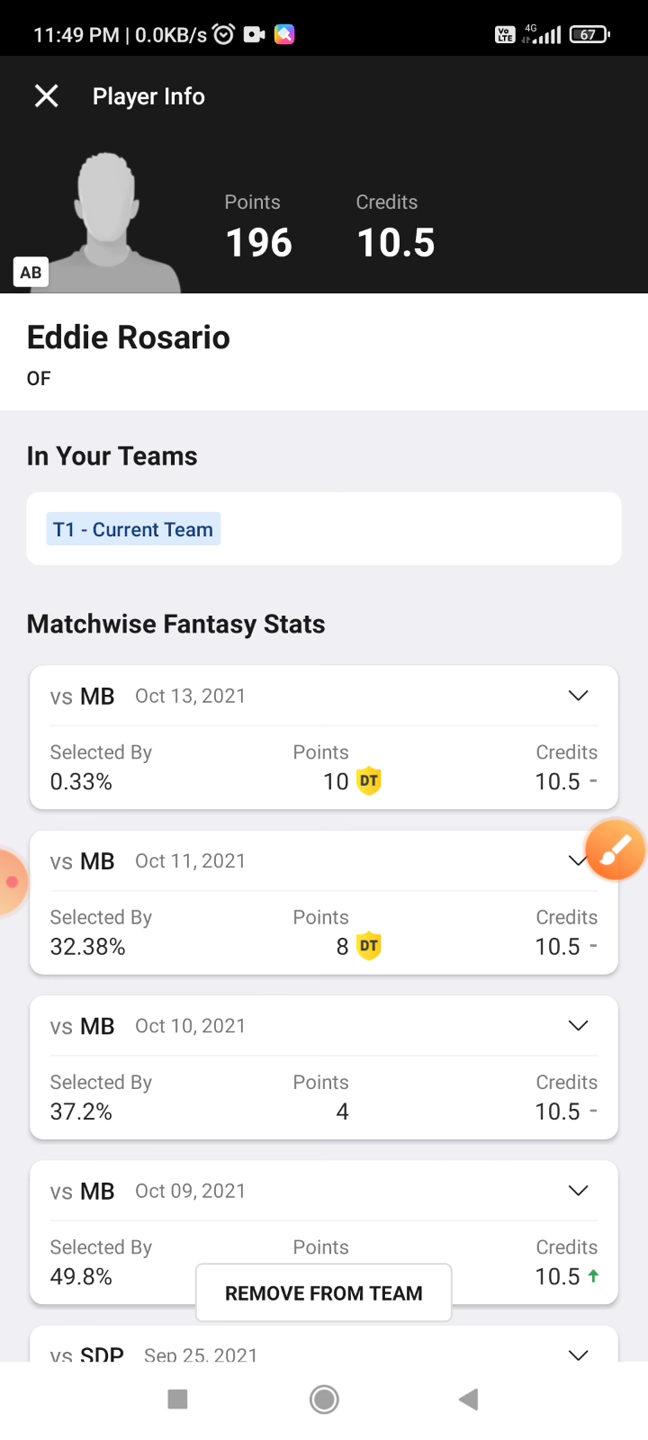 11:49 PM | 0.0KB/s
Vo LTE 4G 67
Player Info
Points Credits
196 10.5
AB
Eddie Rosario
OF
In Your Teams
T1 - Current Team
Matchwise Fantasy Stats
vs MB Oct 13, 2021
Selected By Points Credits
0.33% 10 DT 10.5 -
vs MB Oct 11, 2021
Selected By Points Credits
32.38% 8 DT 10.5 -
vs MB Oct 10, 2021
Selected By Points Credits
37.2% 4 10.5 -
vs MB Oct 09, 2021
Selected By Points Credits
49.8% 10.5
REMOVE FROM TEAM
vs SDP Sep 25, 2021